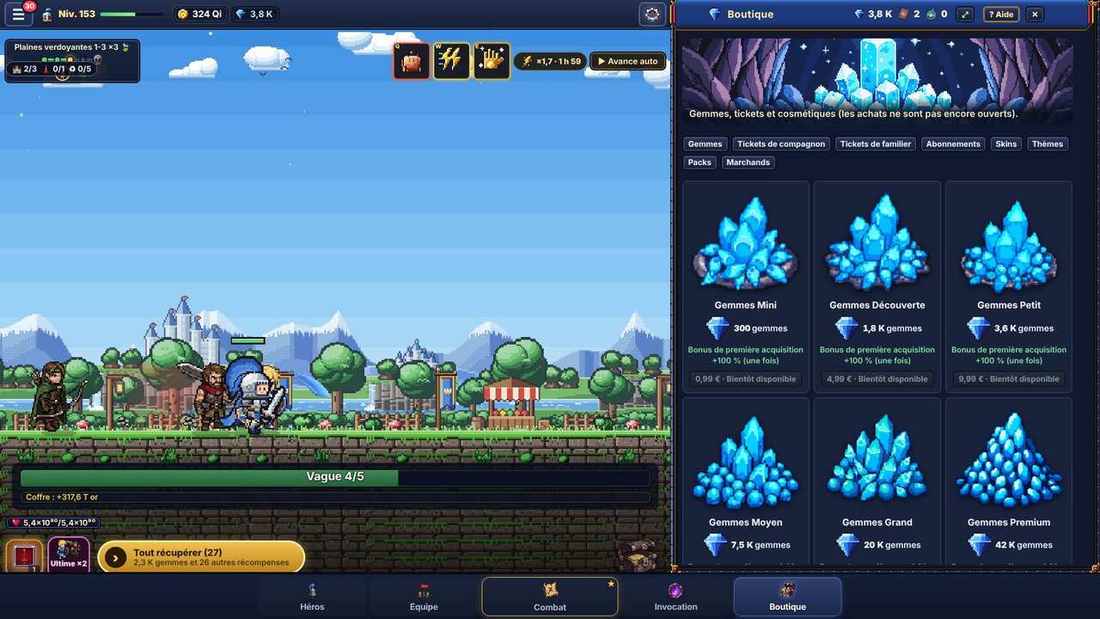 30
Niv. 153
324 Qi
3,8 K
Plaines verdoyantes 1-3 ×3
2/3 0/1 0/5
Q
W
×1,7 · 1 h 59
Avance auto
Vague 4/5
Coffre : +317,6 T or
1
Ultime ×2
Tout récupérer (27)
2,3 K gemmes et 26 autres récompenses
Boutique
3,8 K 2 0
? Aide
Gemmes, tickets et cosmétiques (les achats ne sont pas encore ouverts).
Gemmes Tickets de compagnon Tickets de familier Abonnements Skins Thèmes
Packs Marchands
Gemmes Mini
300 gemmes
Bonus de première acquisition
+100 % (une fois)
0,99 € · Bientôt disponible
Gemmes Découverte
1,8 K gemmes
Bonus de première acquisition
+100 % (une fois)
4,99 € · Bientôt disponible
Gemmes Petit
3,6 K gemmes
Bonus de première acquisition
+100 % (une fois)
9,99 € · Bientôt disponible
Gemmes Moyen
7,5 K gemmes
Gemmes Grand
20 K gemmes
Gemmes Premium
42 K gemmes
Héros
Équipe
Combat
Invocation
Boutique